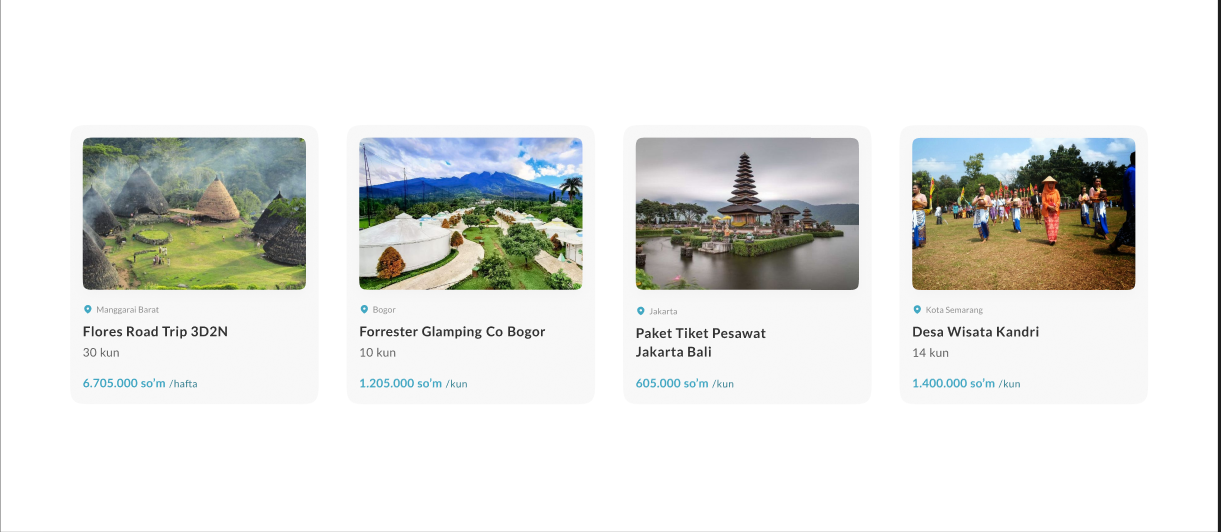 Manggarai Barat
Flores Road Trip 3D2N
30 kun
6.705.000 so'm /hafta
Bogor
Forrester Glamping Co Bogor
10 kun
1.205.000 so'm /kun
Jakarta
Paket Tiket Pesawat
Jakarta Bali
605.000 so'm /kun
Kota Semarang
Desa Wisata Kandri
14 kun
1.400.000 so'm /kun